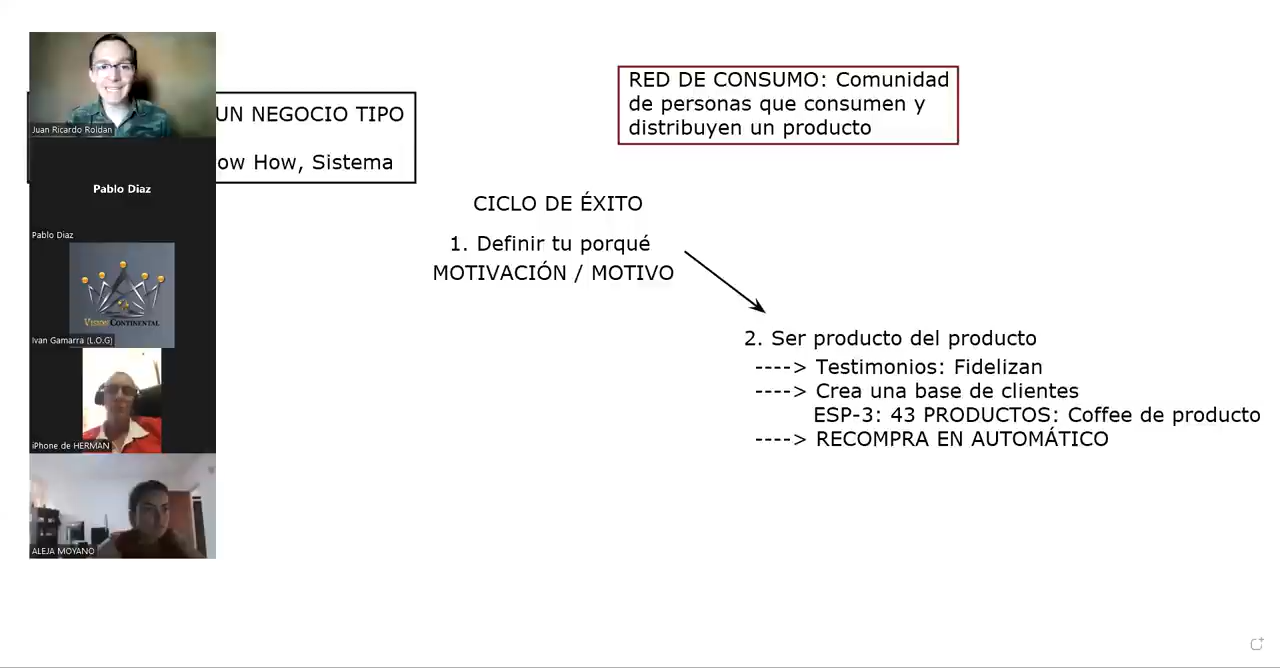 Juan Ricardo Roldan
Pablo Diaz
Pablo Diaz
VISION CONTINENTAL
Ivan Gamarra (L.O.G)
iPhone de HERMAN
ALEJA MOYANO
UN NEGOCIO TIPO
ow How, Sistema
RED DE CONSUMO: Comunidad
de personas que consumen y
distribuyen un producto
CICLO DE ÉXITO
1. Definir tu porqué
MOTIVACIÓN / MOTIVO
2. Ser producto del producto
----> Testimonios: Fidelizan
----> Crea una base de clientes
ESP-3: 43 PRODUCTOS: Coffee de producto
----> RECOMPRA EN AUTOMÁTICO